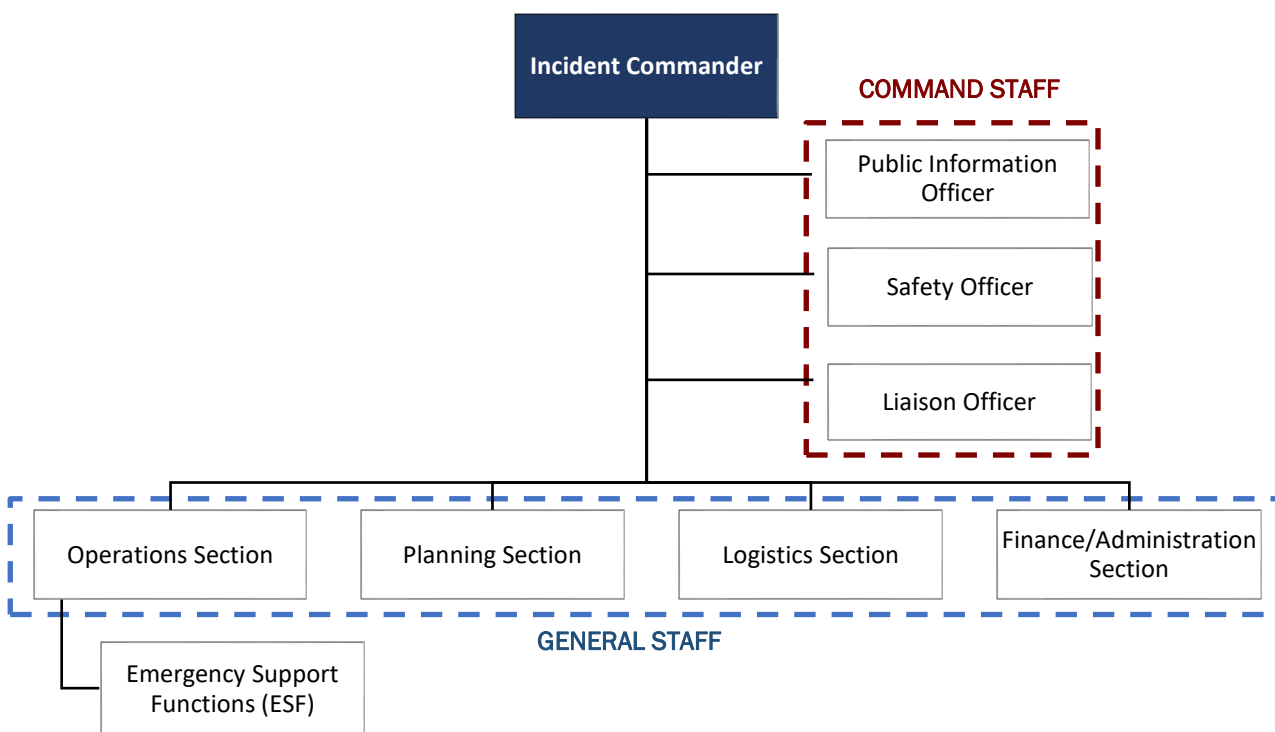 Incident Commander
COMMAND STAFF
Public Information
Officer
Safety Officer
Liaison Officer
Operations Section
Planning Section
Logistics Section
Finance/Administration
Section
GENERAL STAFF
Emergency Support
Functions (ESF)